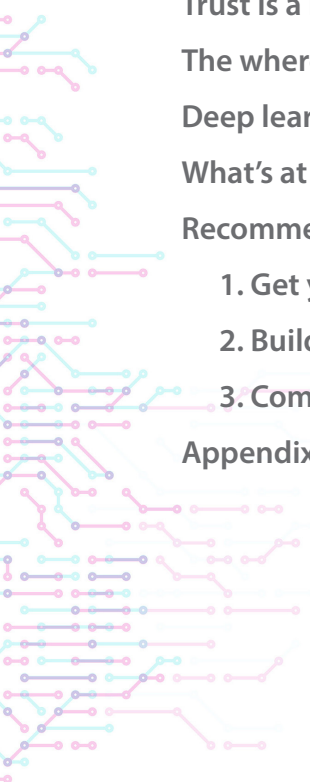 Trust is a
The wher
Deep lear
What's at
Recomme
1. Get
2. Build
3. Com
Appendix